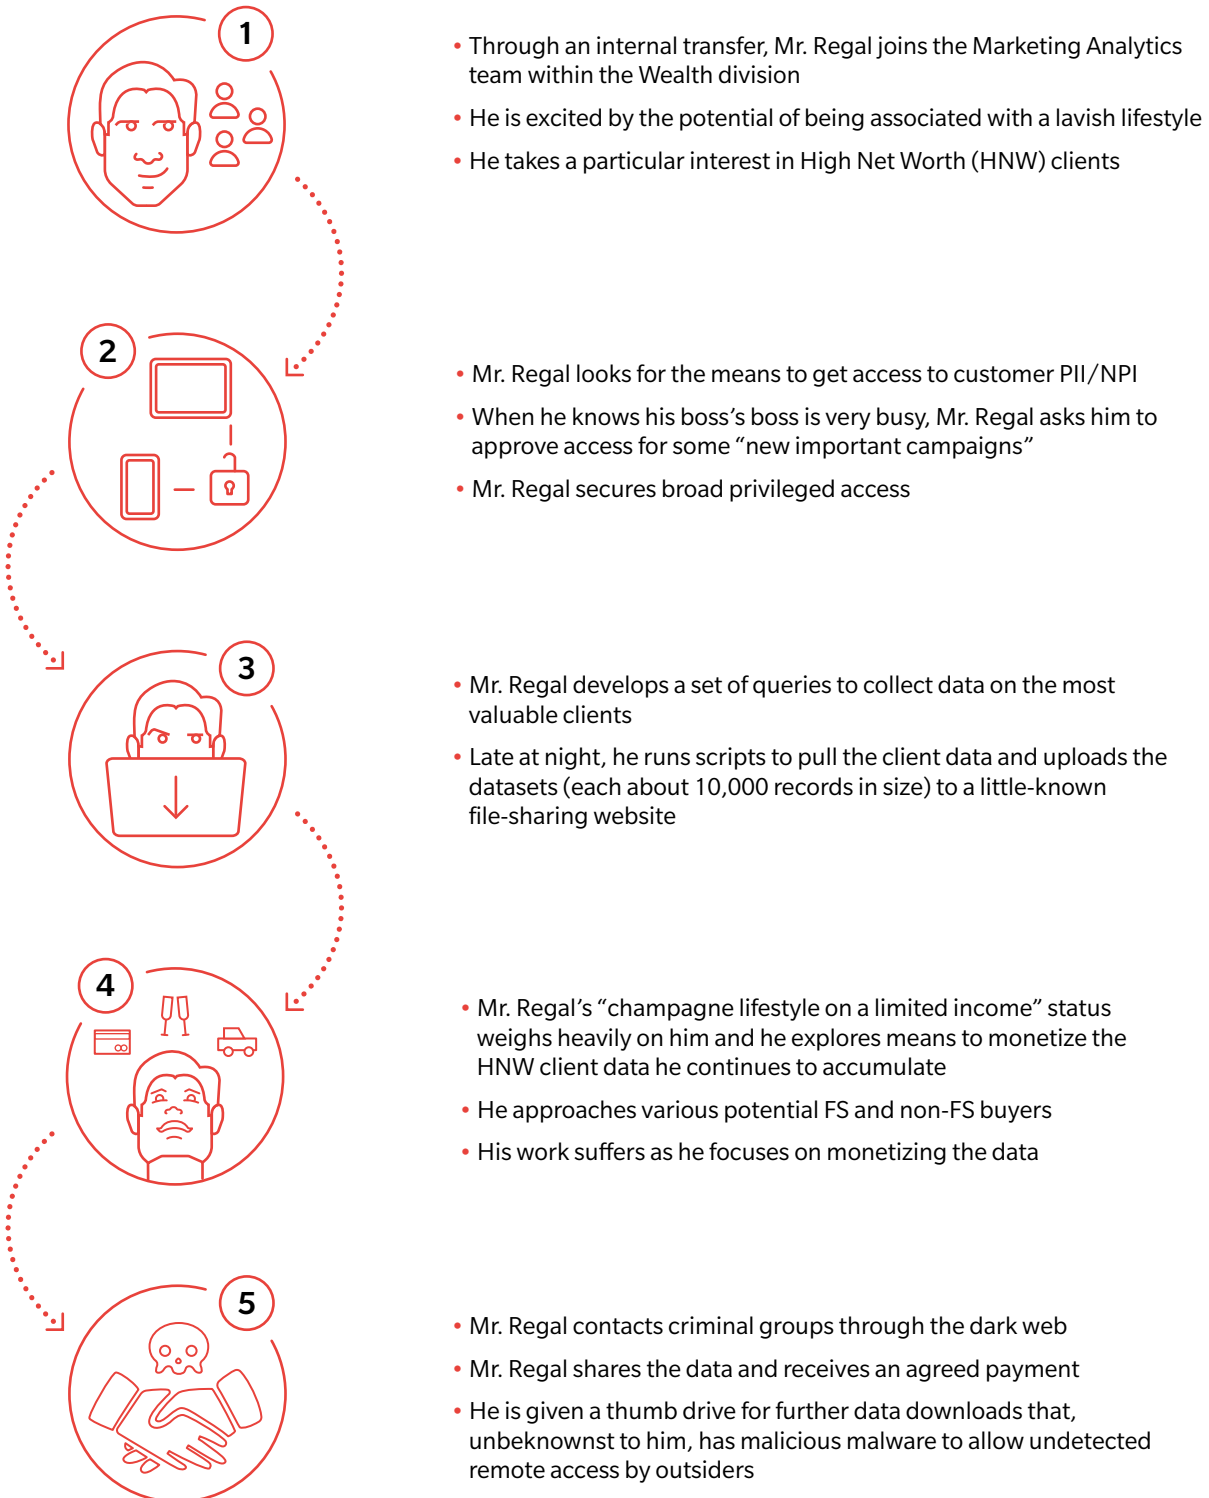 1
• Through an internal transfer, Mr. Regal joins the Marketing Analytics
team within the Wealth division
• He is excited by the potential of being associated with a lavish lifestyle
• He takes a particular interest in High Net Worth (HNW) clients
2
• Mr. Regal looks for the means to get access to customer PII/NPI
• When he knows his boss’s boss is very busy, Mr. Regal asks him to
approve access for some “new important campaigns”
• Mr. Regal secures broad privileged access
3
• Mr. Regal develops a set of queries to collect data on the most
valuable clients
• Late at night, he runs scripts to pull the client data and uploads the
datasets (each about 10,000 records in size) to a little-known
file-sharing website
4
• Mr. Regal’s “champagne lifestyle on a limited income” status
weighs heavily on him and he explores means to monetize the
HNW client data he continues to accumulate
• He approaches various potential FS and non-FS buyers
• His work suffers as he focuses on monetizing the data
5
• Mr. Regal contacts criminal groups through the dark web
• Mr. Regal shares the data and receives an agreed payment
• He is given a thumb drive for further data downloads that,
unbeknownst to him, has malicious malware to allow undetected
remote access by outsiders